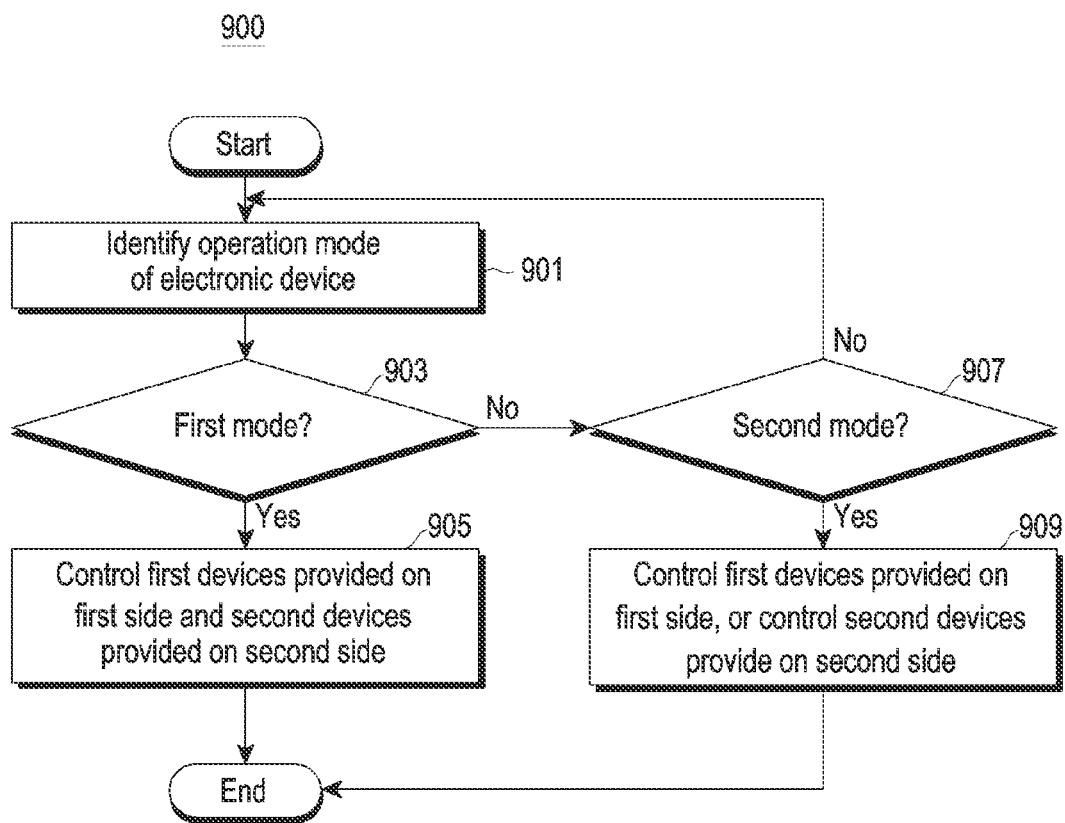 900
Start
Identify operation mode
of electronic device
901
903
First mode?
No
Yes
907
Second mode?
No
Yes
905
Control first devices provided on
first side and second devices
provided on second side
909
Control first devices provided on
first side, or control second devices
provide on second side
End